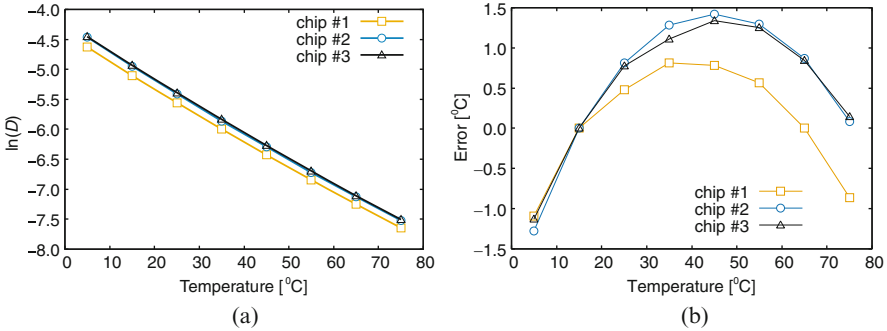 −4.0
−4.5
−5.0
−5.5
−6.0
−6.5
−7.0
−7.5
−8.0
ln(D)
chip #1
chip #2
chip #3
0 10 20 30 40 50 60 70 80
Temperature [⁰C]
(a)
1.5
1.0
0.5
0.0
−0.5
−1.0
−1.5
Error [⁰C]
chip #1
chip #2
chip #3
0 10 20 30 40 50 60 70 80
Temperature [⁰C]
(b)